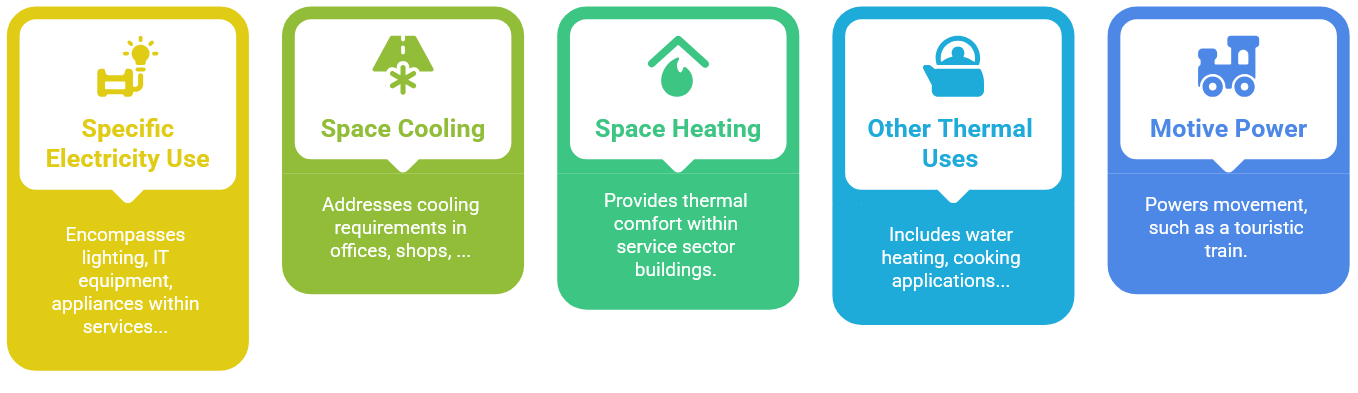 Specific
Electricity Use
Encompasses
lighting, IT
equipment,
appliances within
services...
Space Cooling
Addresses cooling
requirements in
offices, shops, ...
Space Heating
Provides thermal
comfort within
service sector
buildings.
Other Thermal
Uses
Includes water
heating, cooking
applications...
Motive Power
Powers movement,
such as a touristic
train.